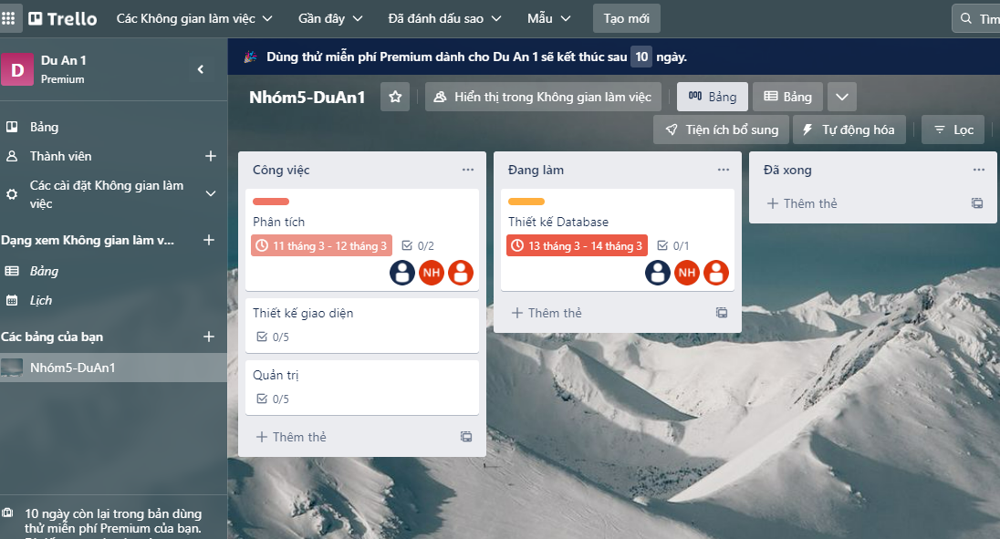 Trello Các Không gian làm việc Gần đây Đã đánh dấu sao Mẫu Tạo mới Tìm
D Du An 1
Premium
Bảng
Thành viên
Các cài đặt Không gian làm
việc
Dạng xem Không gian làm v...
Bảng
Lịch
Các bảng của bạn
Nhóm5-DuAn1
10 ngày còn lại trong bản dùng
thử miễn phí Premium của bạn.
Dùng thử miễn phí Premium dành cho Du An 1 sẽ kết thúc sau 10 ngày.
Nhóm5-DuAn1 Hiển thị trong Không gian làm việc Bảng Bảng
Tiện ích bổ sung Tự động hóa Lọc
Công việc
Phân tích
11 tháng 3 - 12 tháng 3 0/2
NH
Thiết kế giao diện
0/5
Quản trị
0/5
Thêm thẻ
Đang làm
Thiết kế Database
13 tháng 3 - 14 tháng 3 0/1
NH
Thêm thẻ
Đã xong
Thêm thẻ